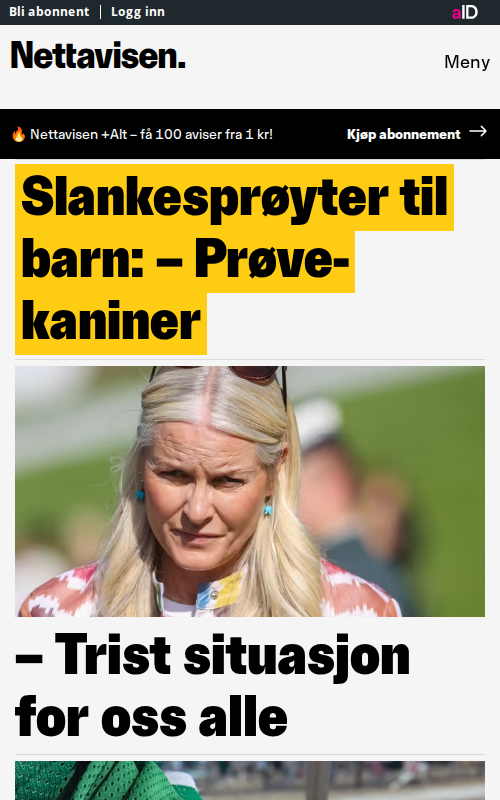 Bli abonnent | Logg inn
aID
Nettavisen.
Meny
🔥 Nettavisen +Alt – få 100 aviser fra 1 kr!
Kjøp abonnement →
Slankesprøyter til
barn: – Prøve-
kaniner
– Trist situasjon
for oss alle